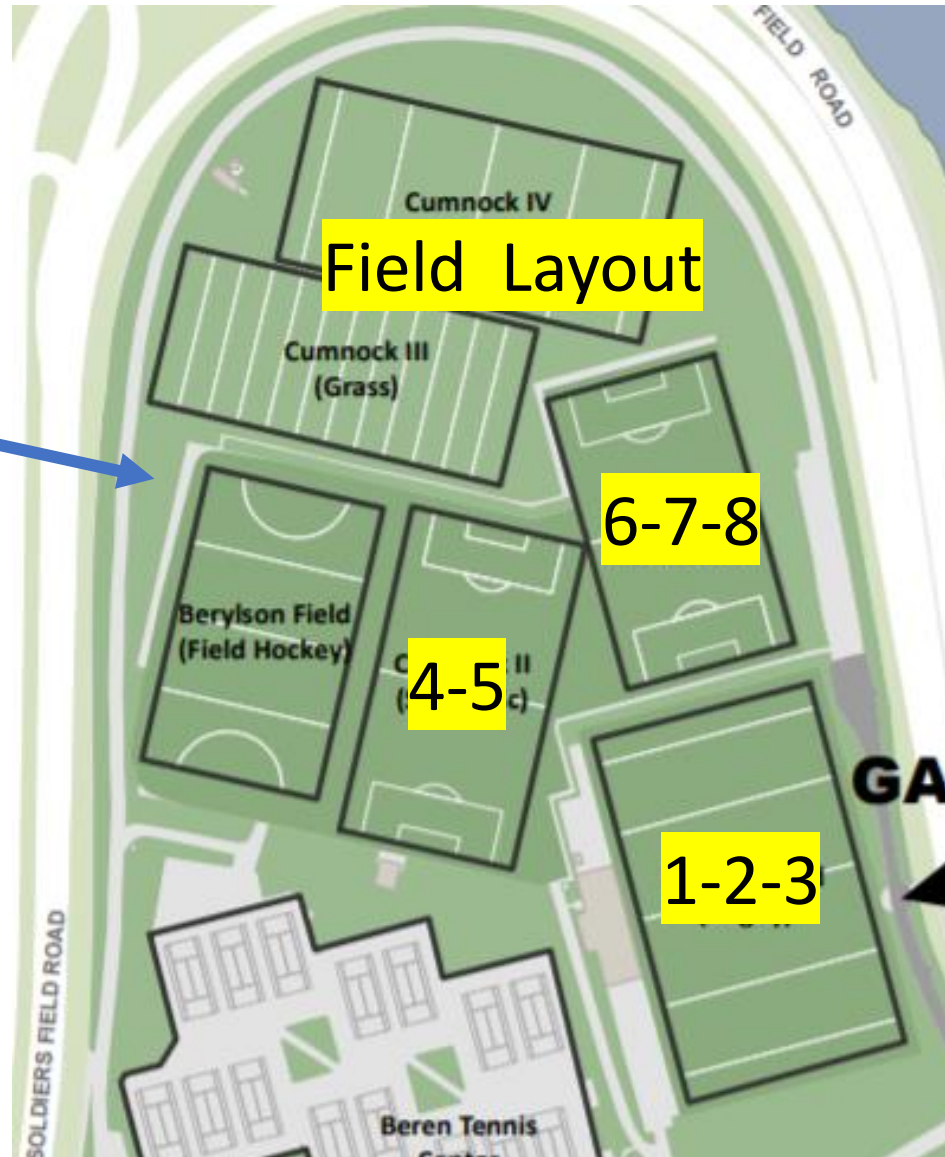 FIELD ROAD
Cumnock IV
Field Layout
Cumnock III
(Grass)
6-7-8
Berylson Field
(Field Hockey)
II
4-5
GA
1-2-3
SOLDIERS FIELD ROAD
Beren Tennis